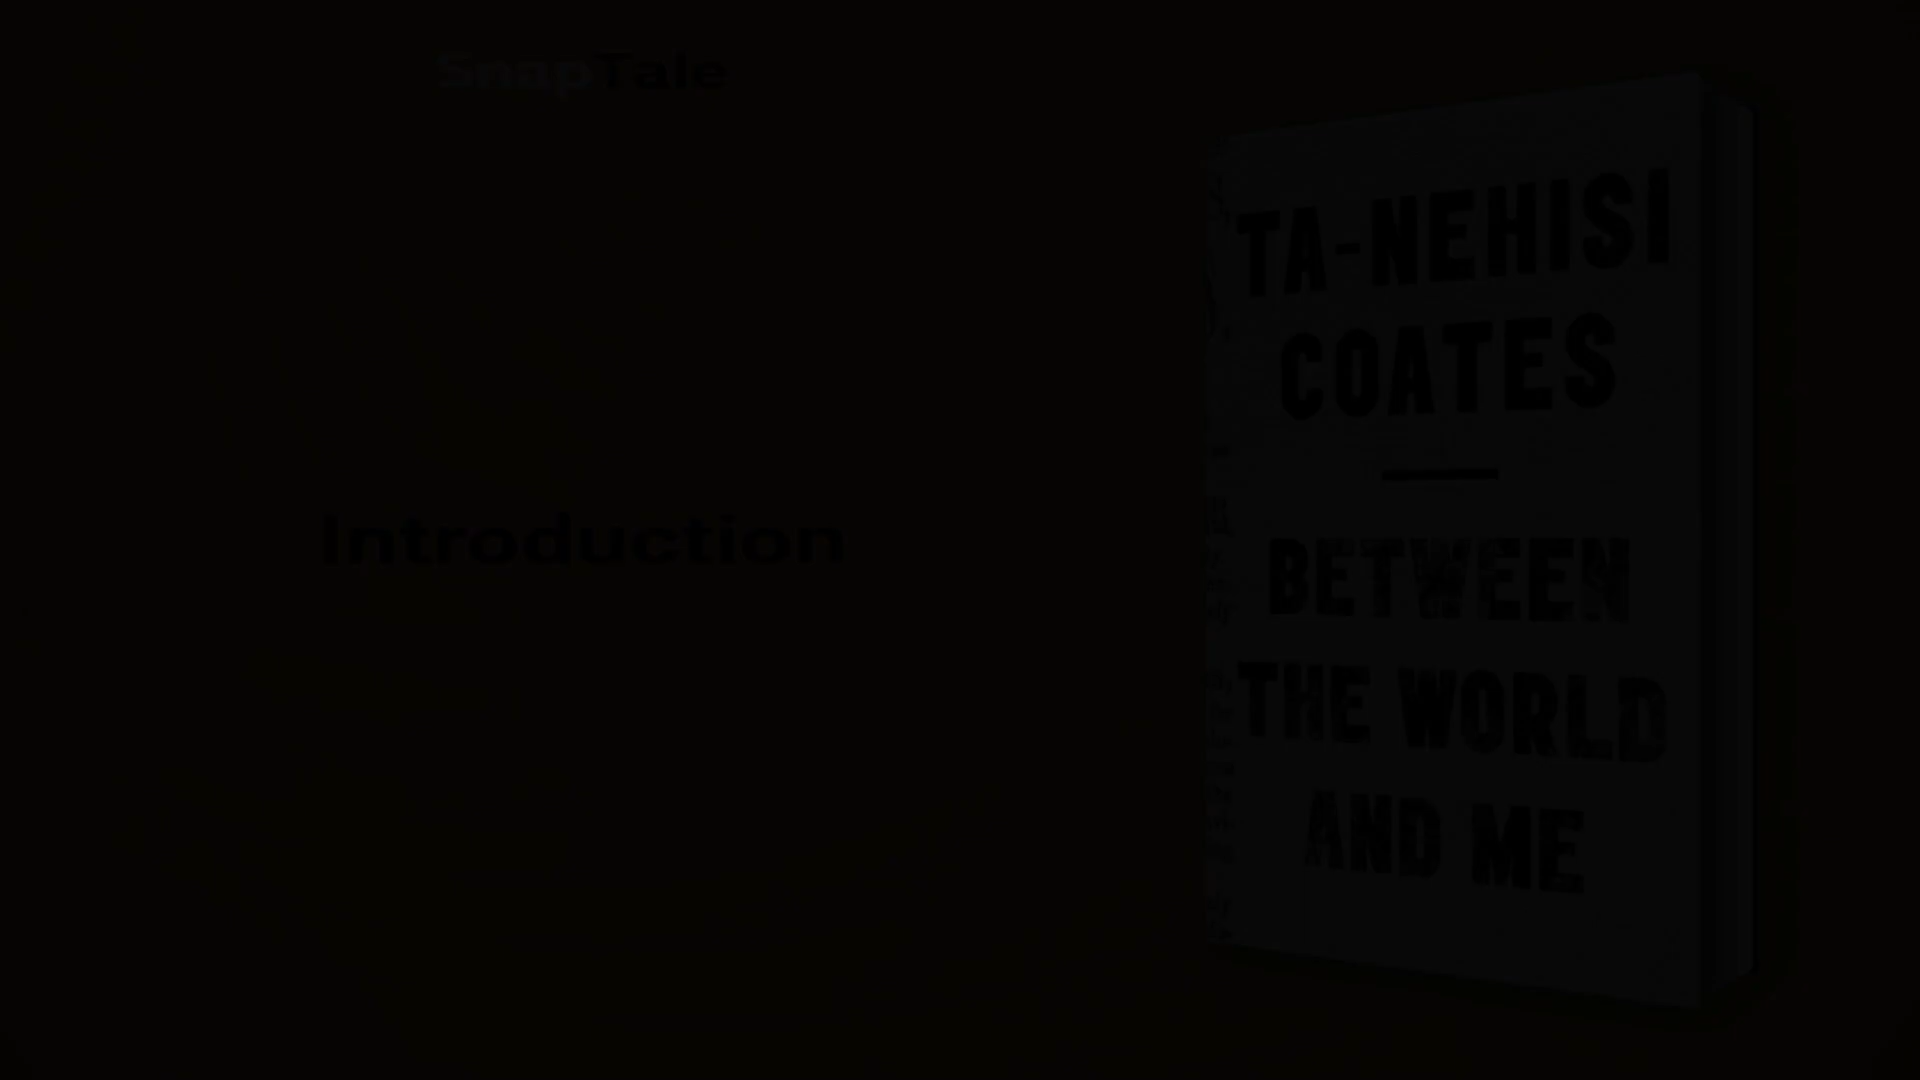 SnapTale
Introduction
TA-NEHISI
COATES
BETWEEN
THE WORLD
AND ME